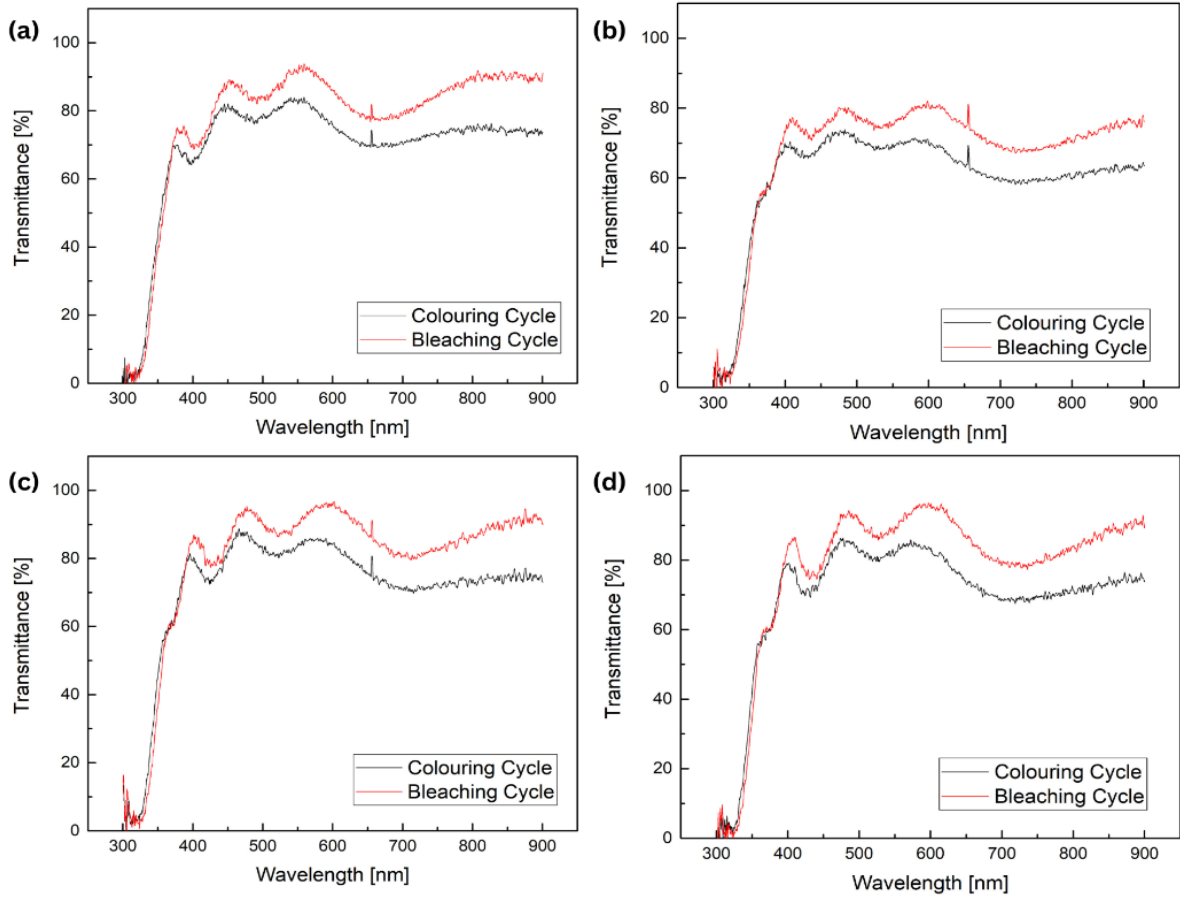 (a)
100
80
60
40
20
0
Transmittance [%]
Colouring Cycle
Bleaching Cycle
300 400 500 600 700 800 900
Wavelength [nm]
(b)
100
80
60
40
20
0
Transmittance [%]
Colouring Cycle
Bleaching Cycle
300 400 500 600 700 800 900
Wavelength [nm]
(c)
100
80
60
40
20
0
Transmittance [%]
Colouring Cycle
Bleaching Cycle
300 400 500 600 700 800 900
Wavelength [nm]
(d)
100
80
60
40
20
0
Transmittance [%]
Colouring Cycle
Bleaching Cycle
300 400 500 600 700 800 900
Wavelength [nm]